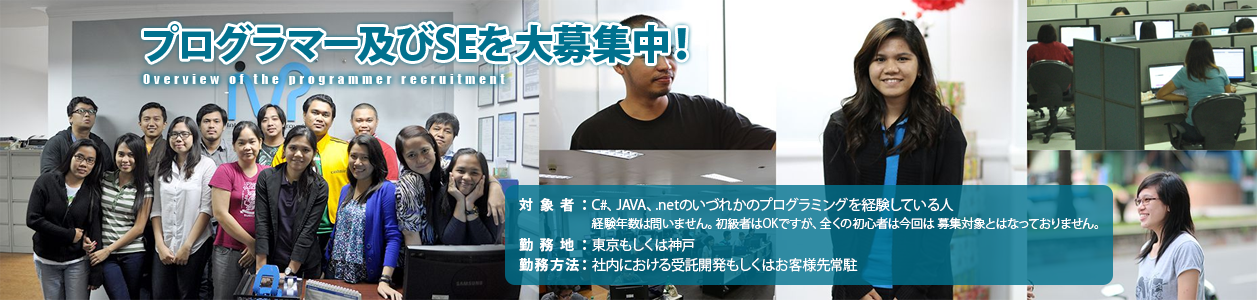 プログラマー及びSEを大募集中！
Overview of the programmer recruitment
対象者：C#、JAVA、.netのいづれかのプログラミングを経験している人
経験年数は問いません。初級者はOKですが、全くの初心者は今回は 募集対象とはなっておりません。
勤務地：東京もしくは神戸
勤務方法：社内における受託開発もしくはお客様先常駐
SAMSUNG